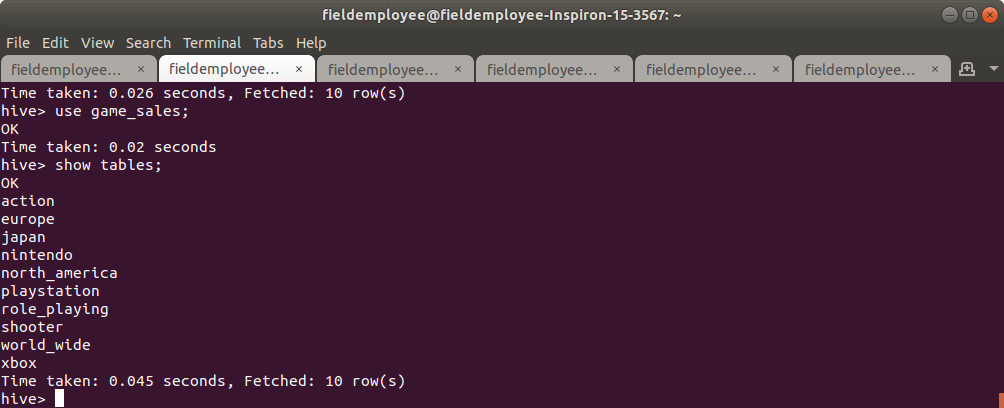 fieldemployee@fieldemployee-Inspiron-15-3567: ~
File Edit View Search Terminal Tabs Help
fieldemployee... × fieldemployee... × fieldemployee... × fieldemployee... × fieldemployee... × fieldemployee... ×
Time taken: 0.026 seconds, Fetched: 10 row(s)
hive> use game_sales;
OK
Time taken: 0.02 seconds
hive> show tables;
OK
action
europe
japan
nintendo
north_america
playstation
role_playing
shooter
world_wide
xbox
Time taken: 0.045 seconds, Fetched: 10 row(s)
hive>